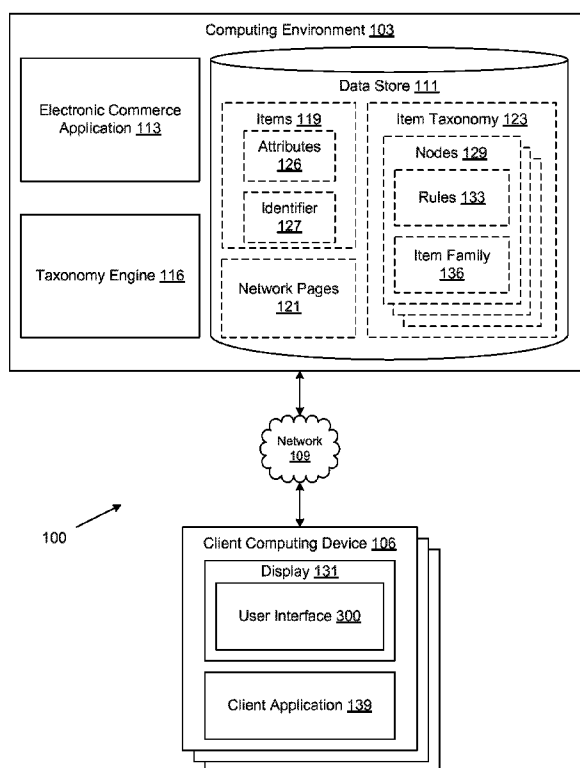 Computing Environment 103
Electronic Commerce
Application 113
Taxonomy Engine 116
Data Store 111
Items 119
Attributes
126
Identifier
127
Network Pages
121
Item Taxonomy 123
Nodes 129
Rules 133
Item Family
136
Network
109
100
Client Computing Device 106
Display 131
User Interface 300
Client Application 139